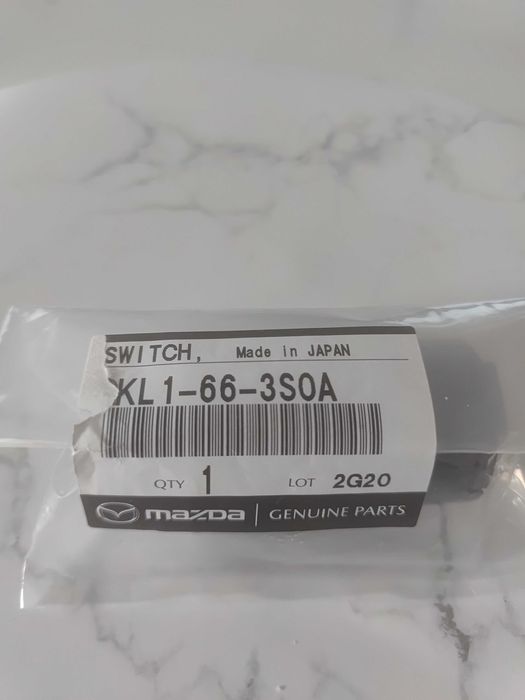 SWITCH, Made in JAPAN
KL1-66-3S0A
QTY 1 LOT 2G20
mazda | GENUINE PARTS